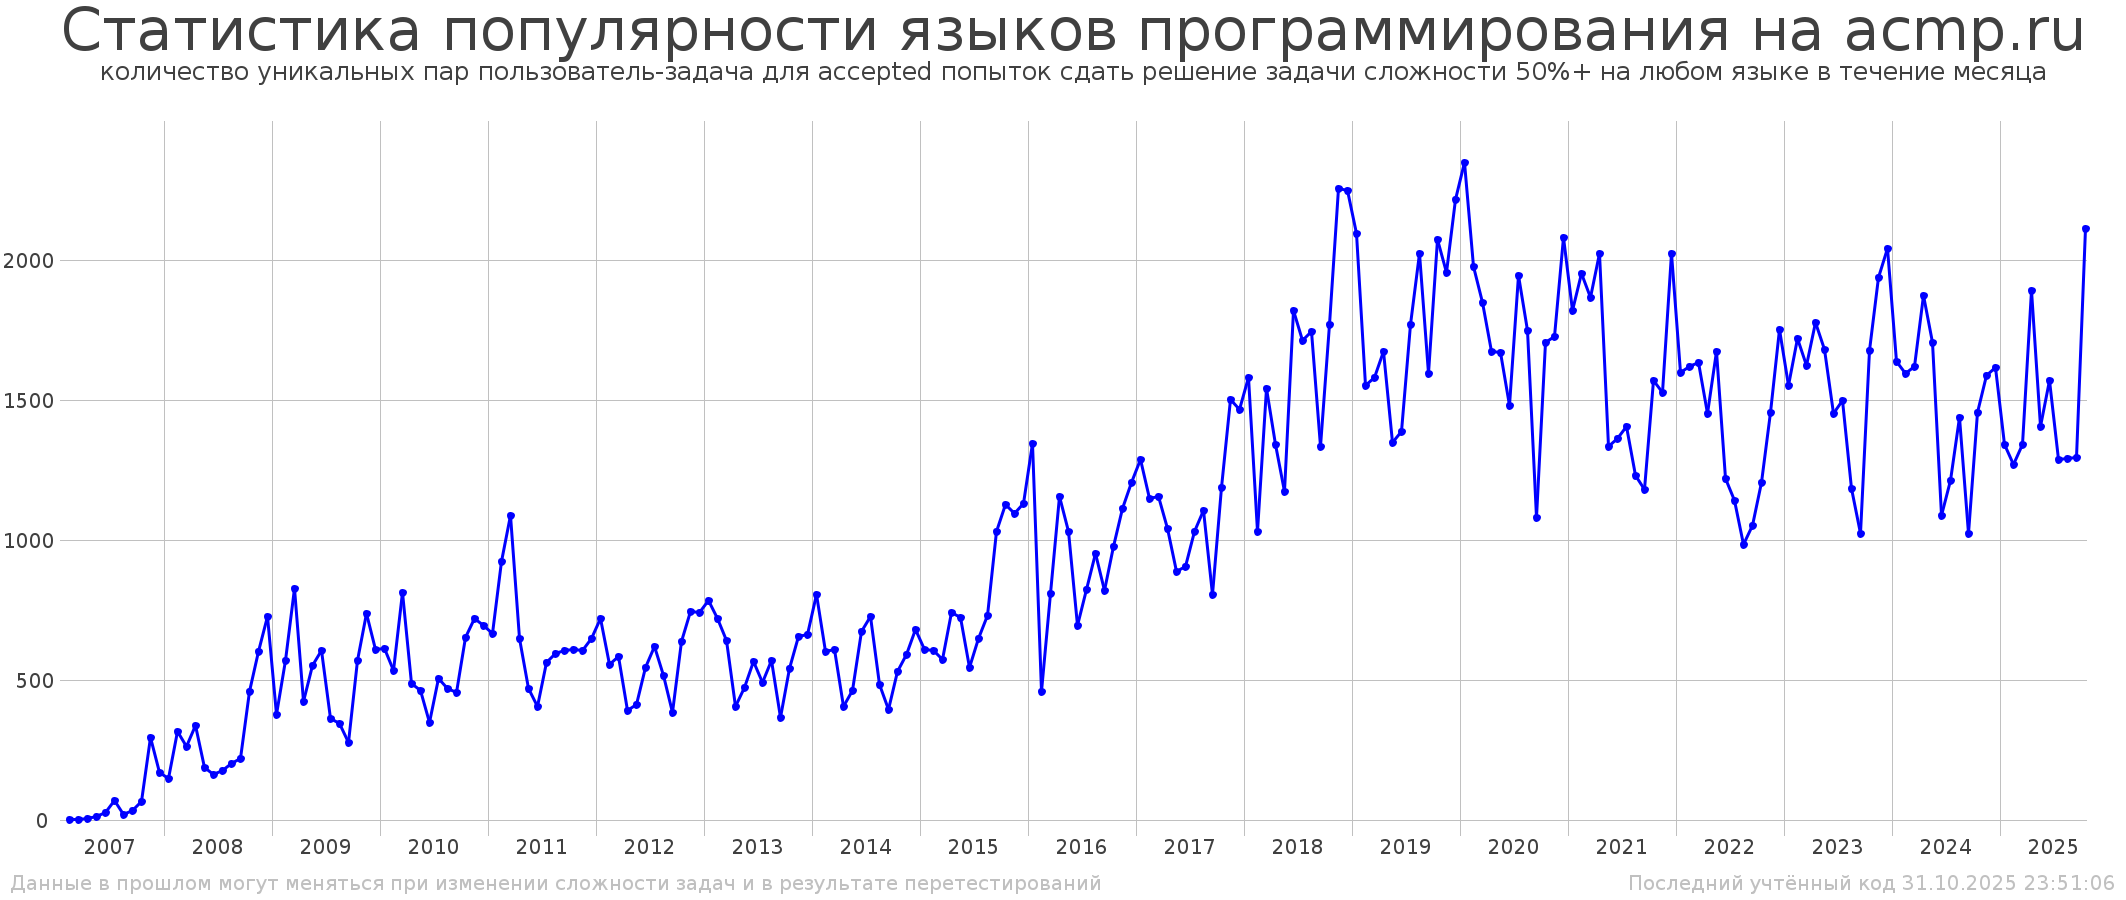 Статистика популярности языков программирования на acmp.ru
количество уникальных пар пользователь-задача для accepted попыток сдать решение задачи сложности 50%+ на любом языке в течение месяца
2000
1500
1000
500
0
2007 2008 2009 2010 2011 2012 2013 2014 2015 2016 2017 2018 2019 2020 2021 2022 2023 2024 2025
Данные в прошлом могут меняться при изменении сложности задач и в результате перетестирований
Последний учтённый код 31.10.2025 23:51:06